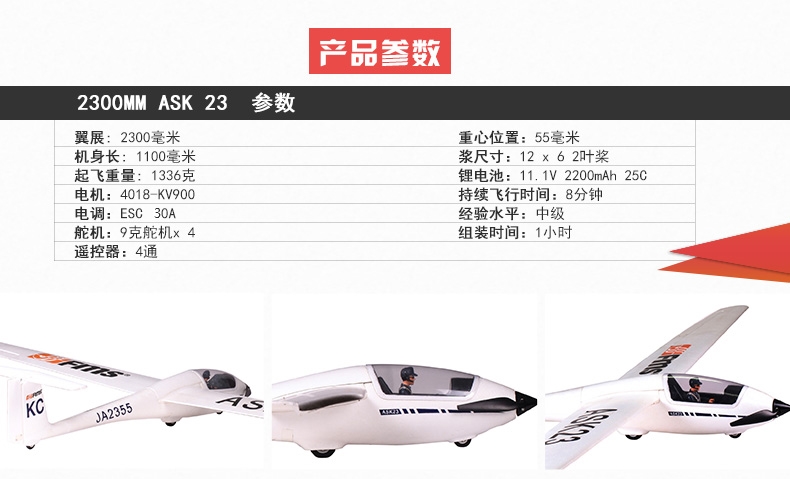 产品参数
2300MM ASK 23 参数
翼展: 2300毫米
机身长: 1100毫米
起飞重量: 1336克
电机: 4018-KV900
电调: ESC 30A
舵机: 9克舵机x 4
遥控器: 4通
重心位置: 55毫米
浆尺寸: 12 x 6 2叶桨
锂电池: 11.1V 2200mAh 25C
持续飞行时间: 8分钟
经验水平: 中级
组装时间: 1小时
FMS
KC
JA2355
AS
ASK23
FMS
ASK23